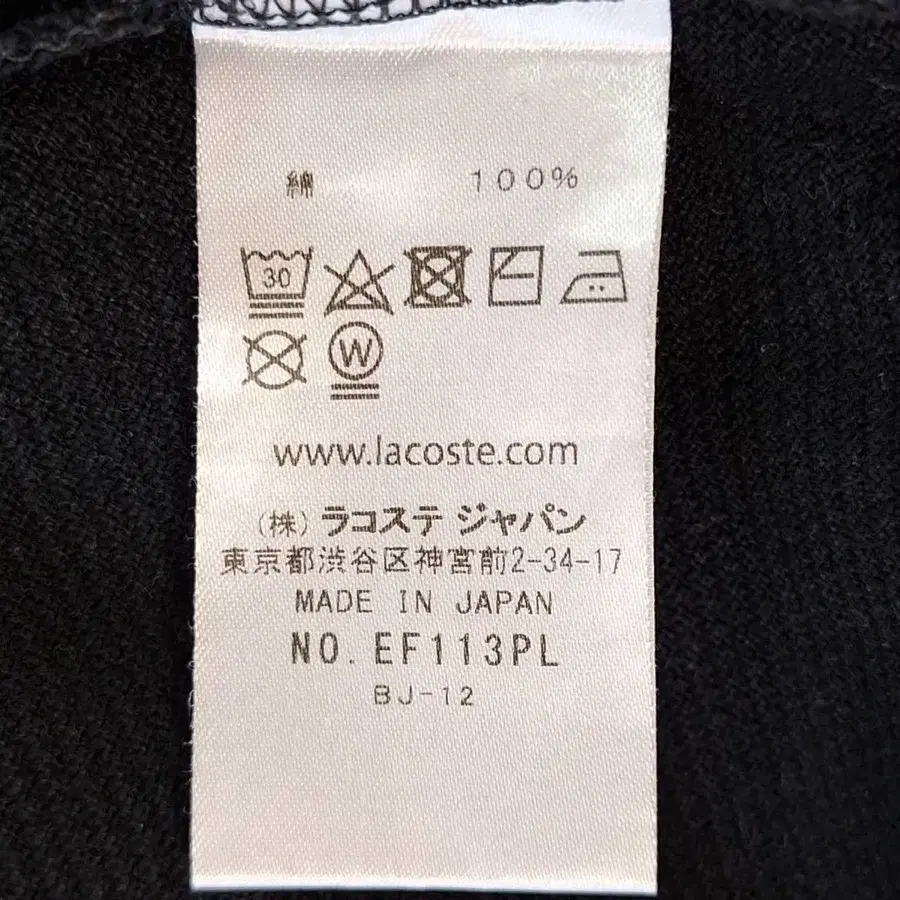 綿 100%
30
W
www.lacoste.com
(株) ラコステ ジャパン
東京都渋谷区神宮前2-34-17
MADE IN JAPAN
NO. EF113PL
BJ-12